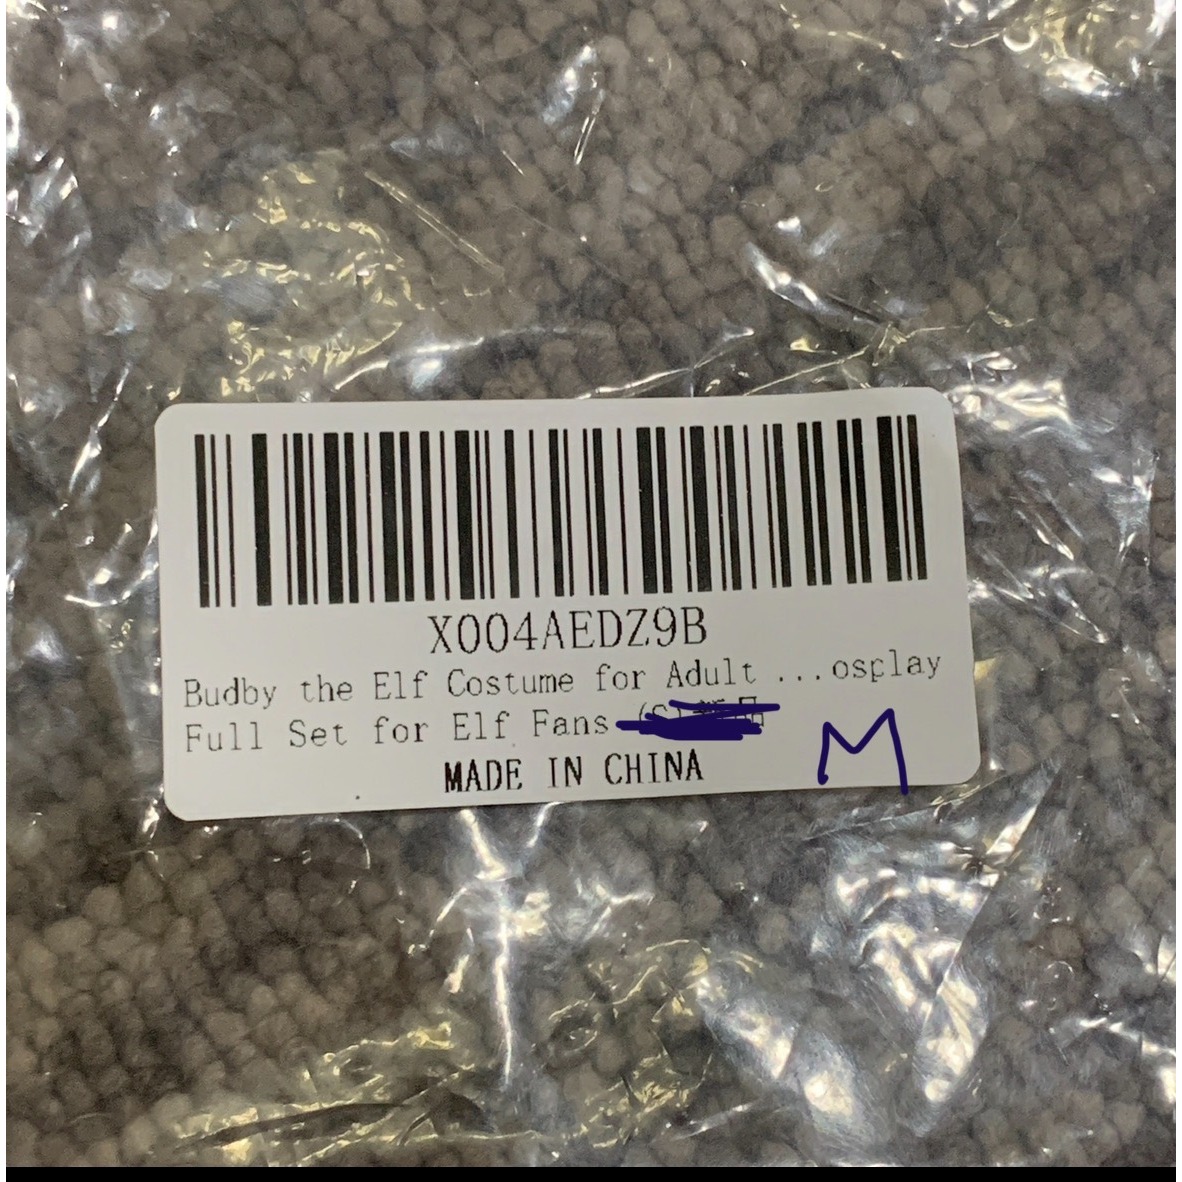 X004AEDZ9B
Budby the Elf Costume for Adult ...osplay
Full Set for Elf Fans
MADE IN CHINA
M